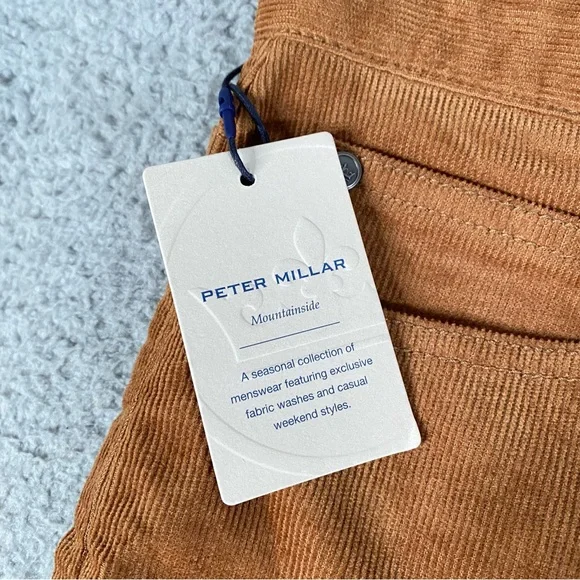 PETER MILLAR
Mountainside
A seasonal collection of
menswear featuring exclusive
fabric washes and casual
weekend styles.